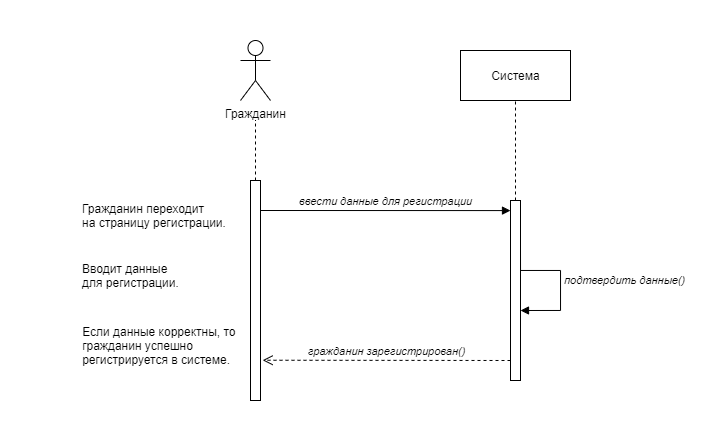 Система
Гражданин
ввести данные для регистрации
Гражданин переходит
на страницу регистрации.
Вводит данные
для регистрации.
подтвердить данные()
Если данные корректны, то
гражданин успешно
регистрируется в системе.
гражданин зарегистрирован()